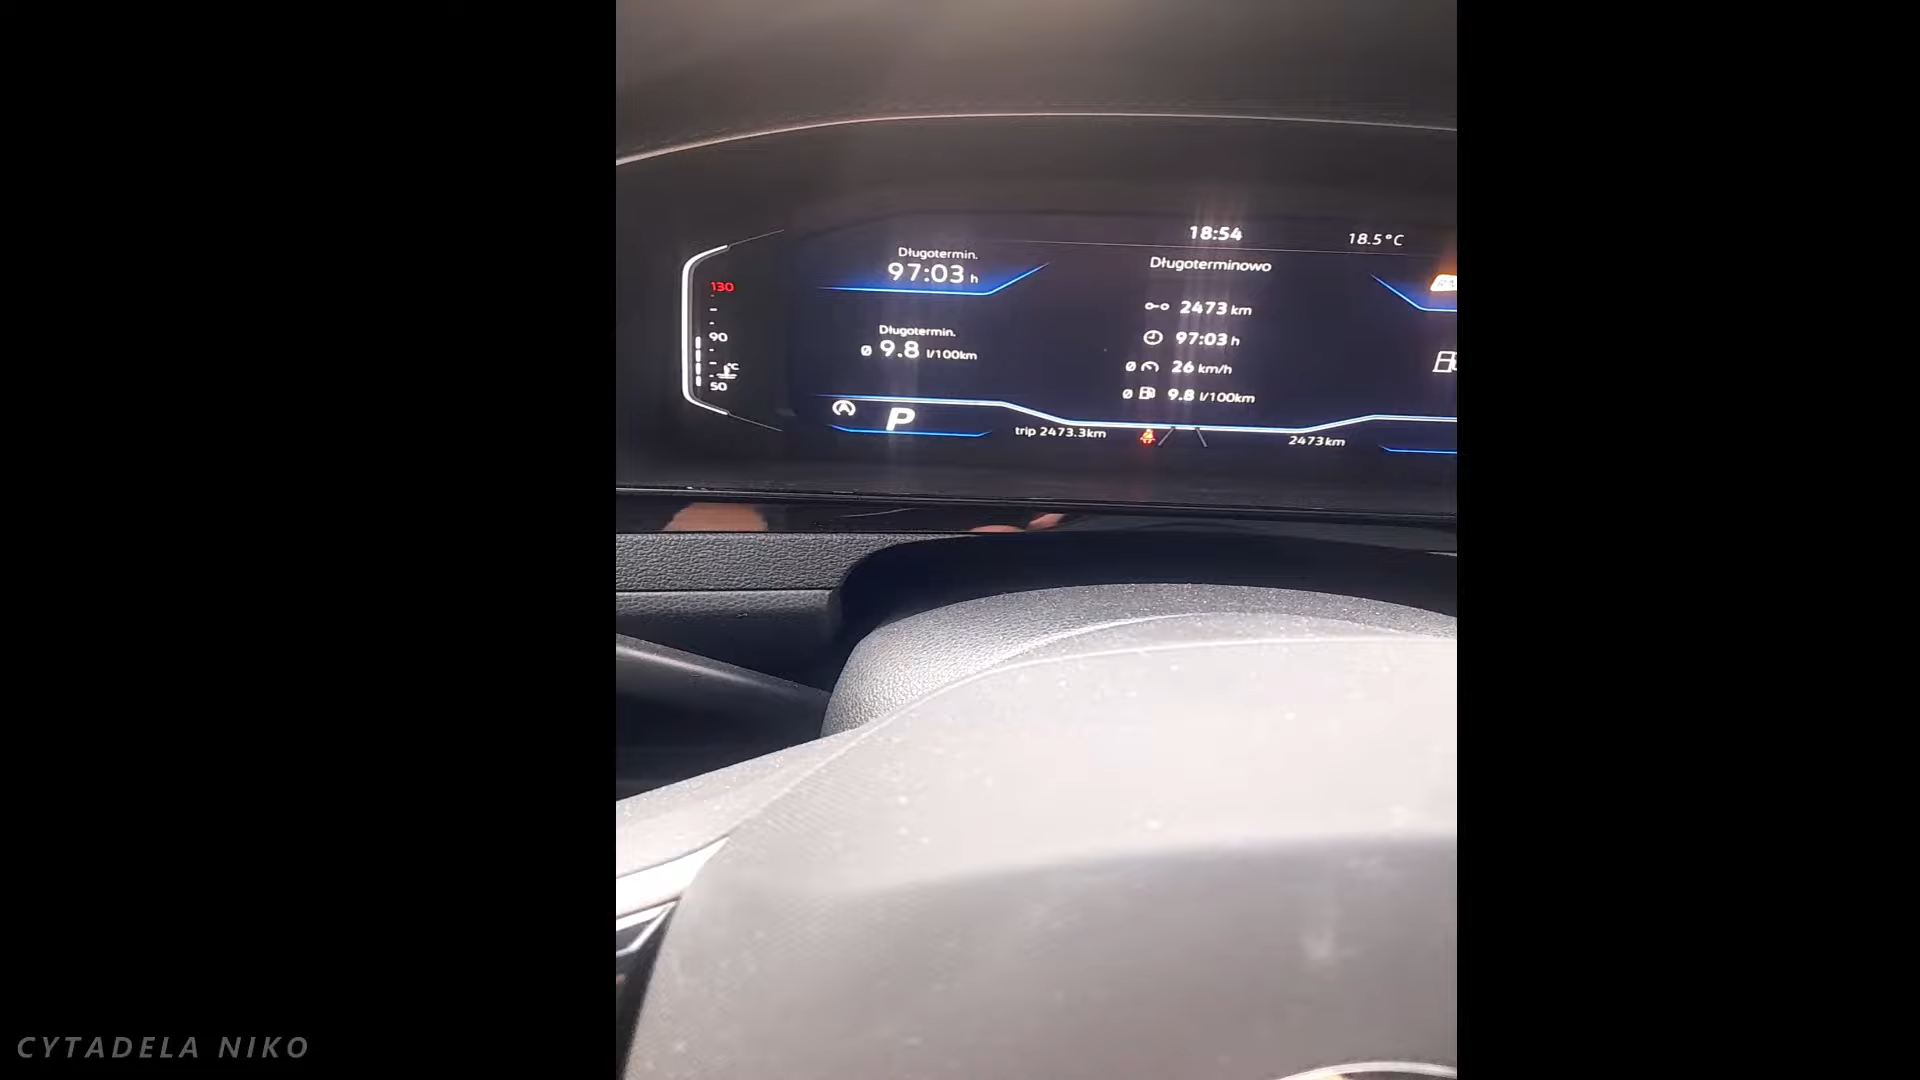 18:54
18.5°C
Długotermin.
97:03 h
Długoterminowo
130
2473 km
90
Długotermin.
ø 9.8 l/100km
97:03 h
ø 26 km/h
°C
50
ø 9.8 l/100km
A
P
trip 2473.3km
2473 km
CYTADELA NIKO